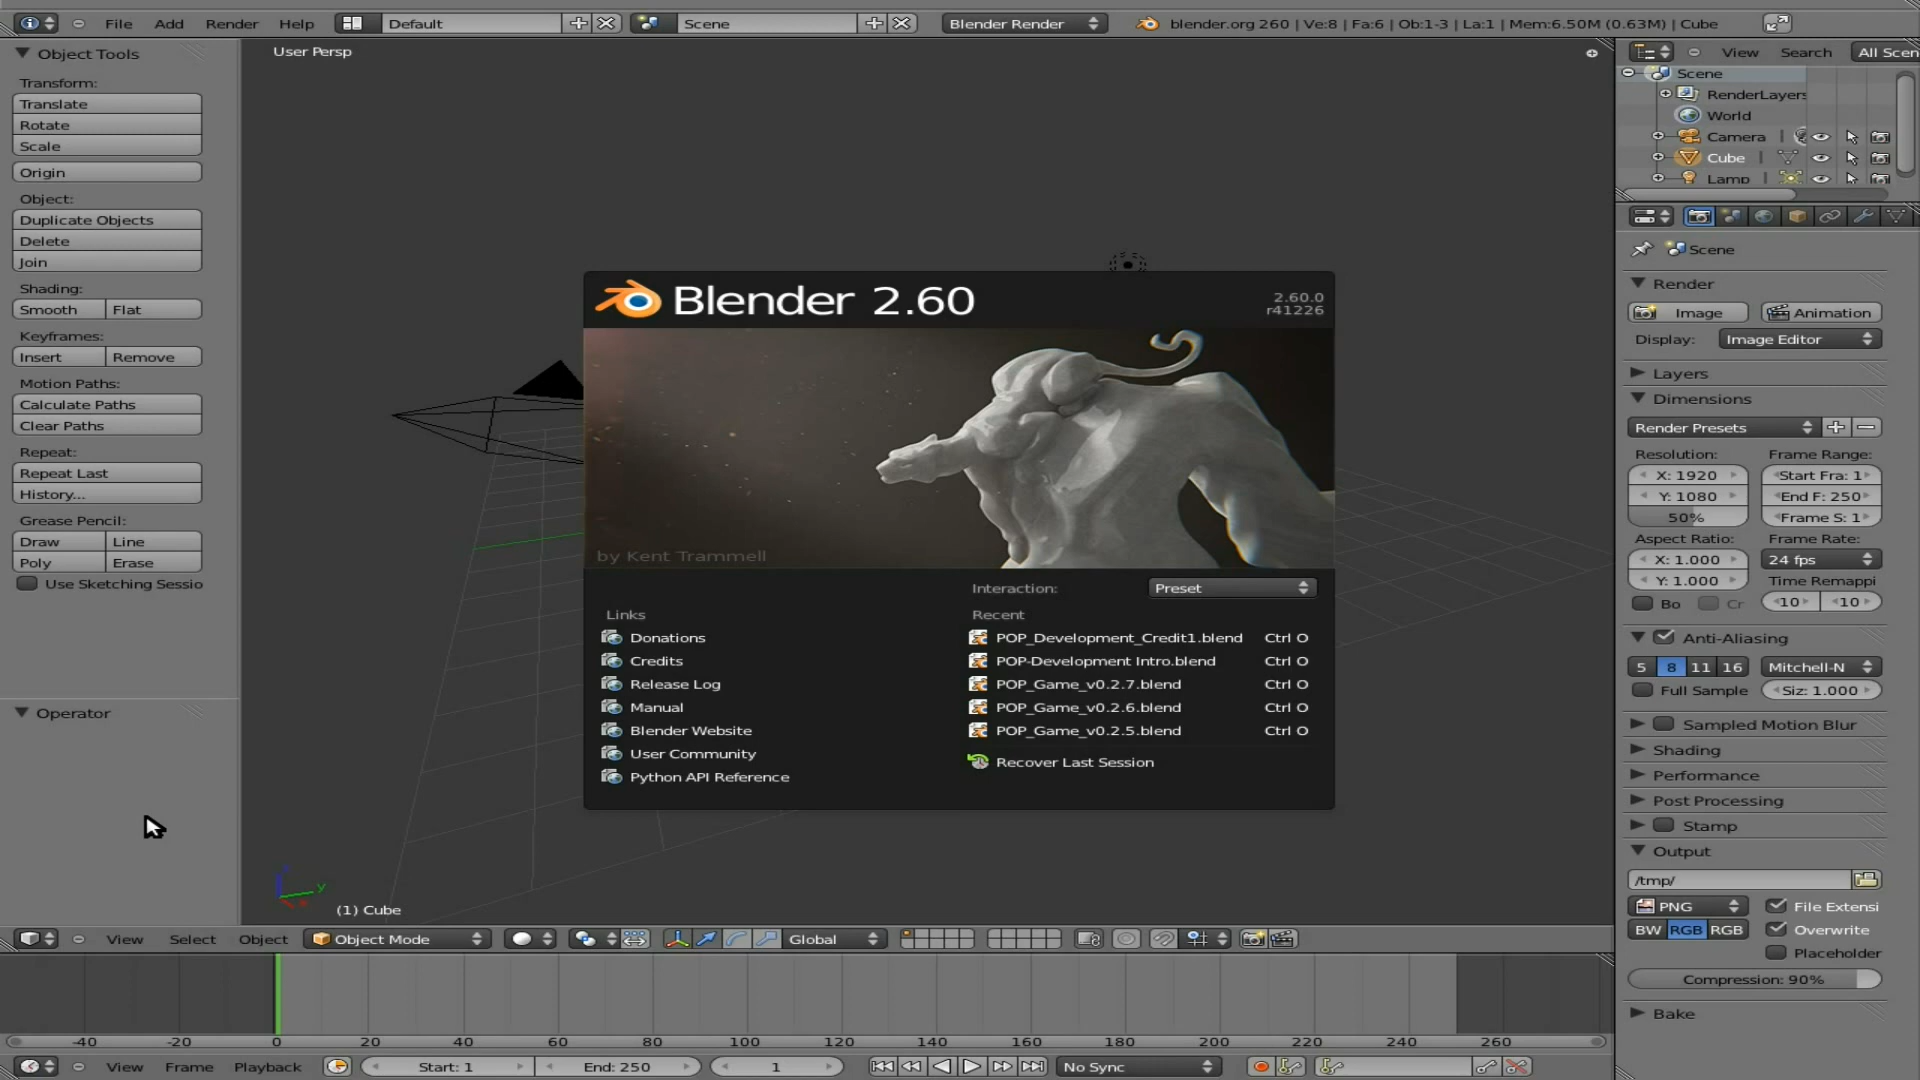 File Add Render Help Default Scene Blender Render blender.org 260 | Ve:8 | Fa:6 | Ob:1-3 | La:1 | Mem:6.50M (0.63M) | Cube
Object Tools
Transform:
Translate
Rotate
Scale
Origin
Object:
Duplicate Objects
Delete
Join
Shading:
Smooth Flat
Keyframes:
Insert Remove
Motion Paths:
Calculate Paths
Clear Paths
Repeat:
Repeat Last
History...
Grease Pencil:
Draw Line
Poly Erase
Use Sketching Sessio
Operator
User Persp
Blender 2.60
2.60.0
r41226
by Kent Trammell
Interaction: Preset
Links
Donations
Credits
Release Log
Manual
Blender Website
User Community
Python API Reference
Recent
POP_Development_Credit1.blend Ctrl O
POP-Development Intro.blend Ctrl O
POP_Game_v0.2.7.blend Ctrl O
POP_Game_v0.2.6.blend Ctrl O
POP_Game_v0.2.5.blend Ctrl O
Recover Last Session
y
(1) Cube
View Select Object Object Mode Global
-40 -20 0 20 40 60 80 100 120 140 160 180 200 220 240 260
View Frame Playback Start: 1 End: 250 1 No Sync
View Search All Scen
Scene
RenderLayers
World
Camera |
Cube |
Lamp |
Scene
Render
Image Animation
Display: Image Editor
Layers
Dimensions
Render Presets
Resolution: Frame Range:
X: 1920 Start Fra: 1
Y: 1080 End F: 250
50% Frame S: 1
Aspect Ratio: Frame Rate:
X: 1.000 24 fps
Y: 1.000 Time Remappi
Bo Cr 10 10
Anti-Aliasing
5 8 11 16 Mitchell-N
Full Sample Siz: 1.000
Sampled Motion Blur
Shading
Performance
Post Processing
Stamp
Output
/tmp/
PNG File Extensi
BW RGB RGB Overwrite
Placeholder
Compression: 90%
Bake